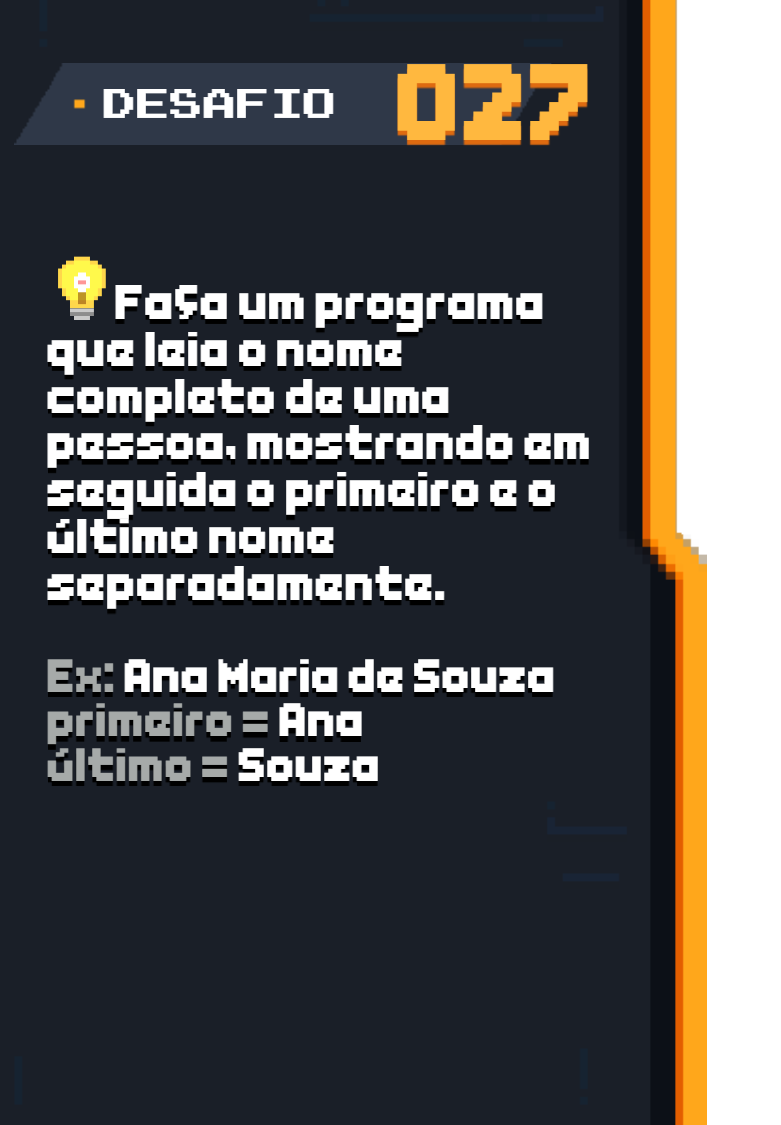 DESAFIO 027
Faça um programa
que leia o nome
completo de uma
pessoa, mostrando em
seguida o primeiro e o
último nome
separadamente.
Ex: Ana Maria de Souza
primeiro = Ana
último = Souza